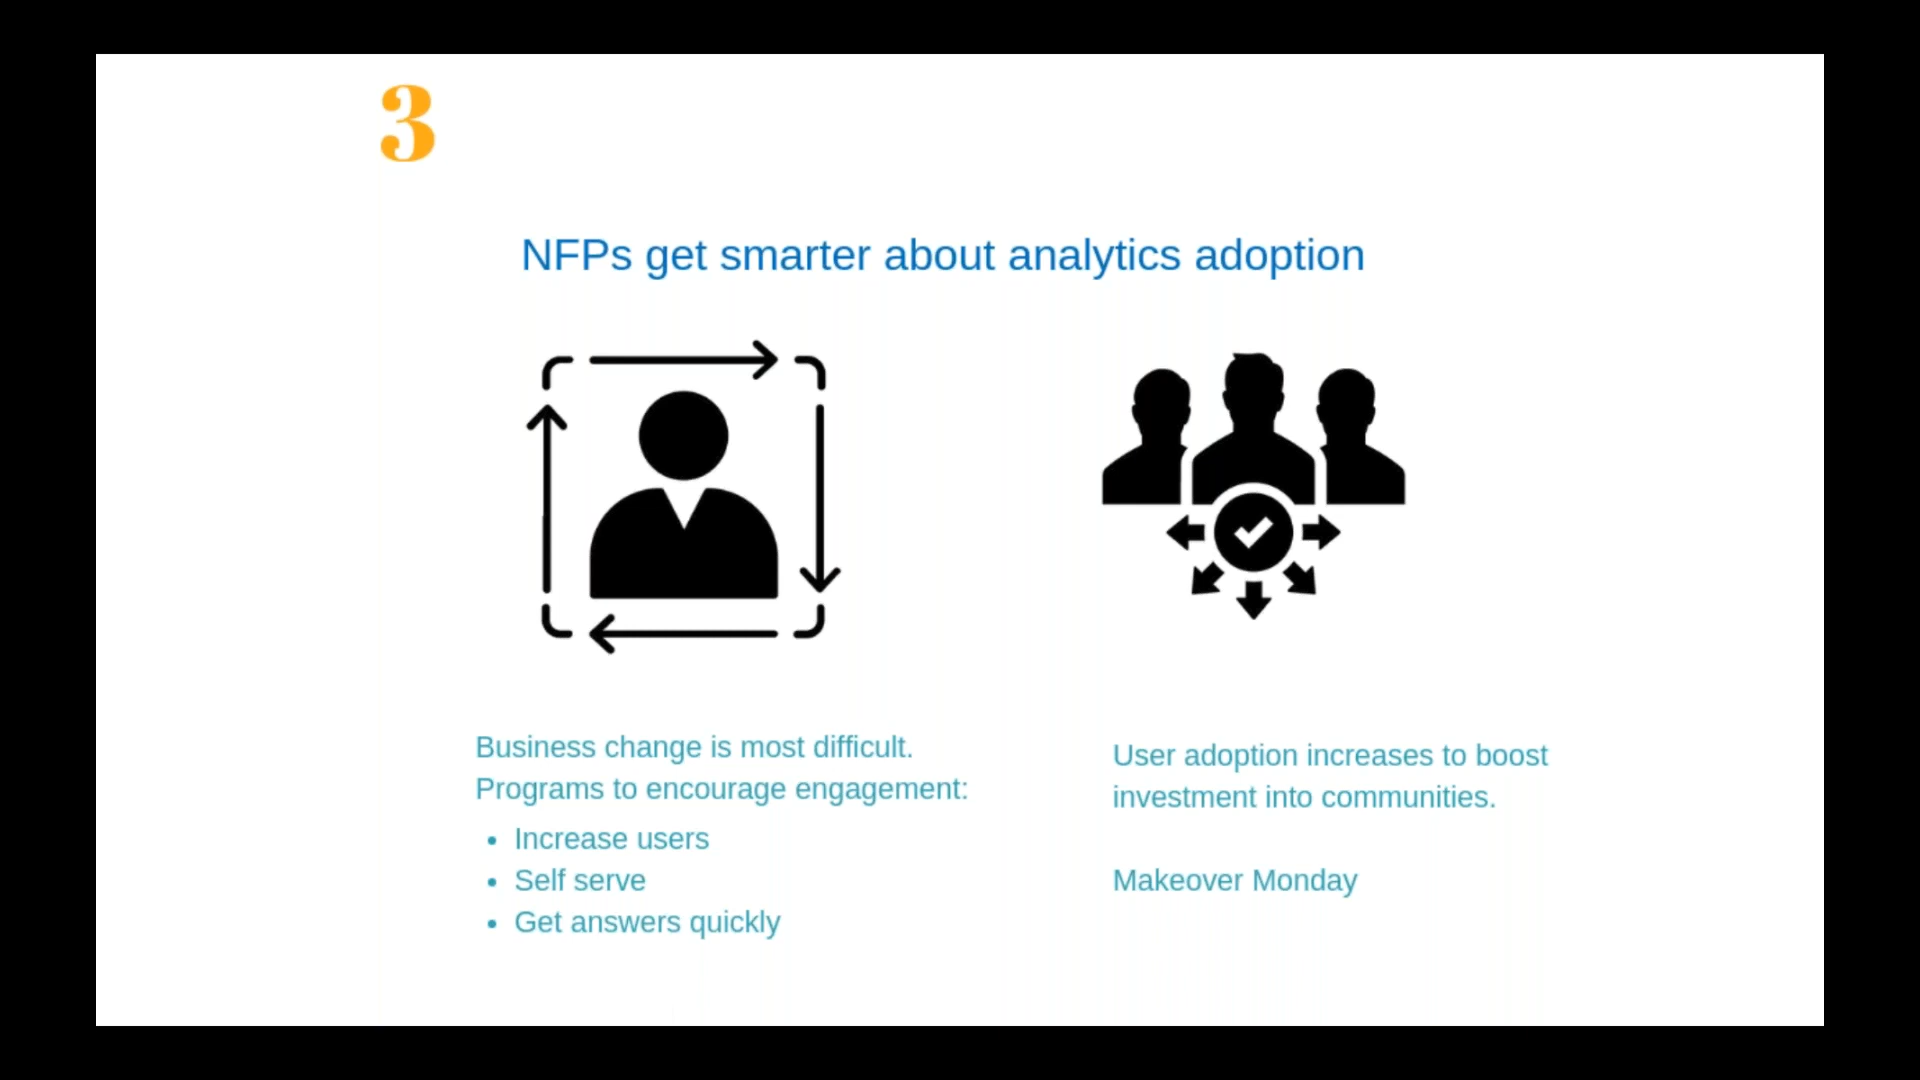 3
NFPs get smarter about analytics adoption
Business change is most difficult.
Programs to encourage engagement:
• Increase users
• Self serve
• Get answers quickly
User adoption increases to boost
investment into communities.
Makeover Monday